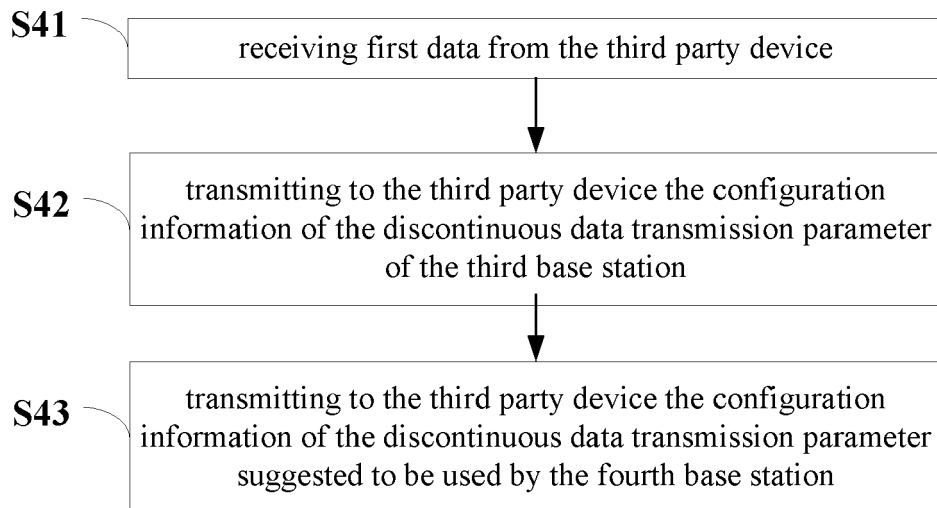 S41
receiving first data from the third party device
S42
transmitting to the third party device the configuration
information of the discontinuous data transmission parameter
of the third base station
S43
transmitting to the third party device the configuration
information of the discontinuous data transmission parameter
suggested to be used by the fourth base station